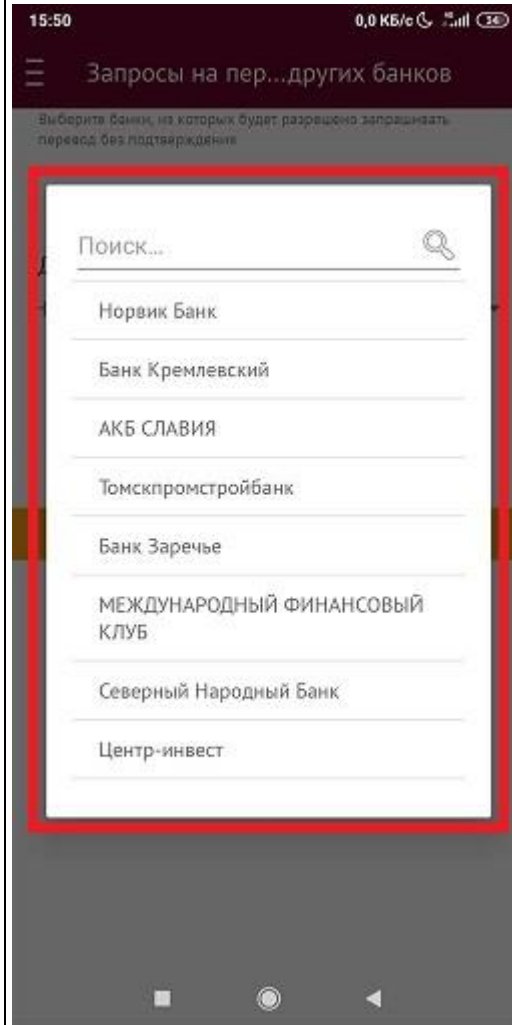 15:50
0,0 КБ/с
34
Запросы на пер...других банков
Выберите банки, из которых будет разрешено запрашивать
перевод без подтверждения
Поиск...
Норвик Банк
Банк Кремлевский
АКБ СЛАВИЯ
Томскпромстройбанк
Банк Заречье
МЕЖДУНАРОДНЫЙ ФИНАНСОВЫЙ
КЛУБ
Северный Народный Банк
Центр-инвест